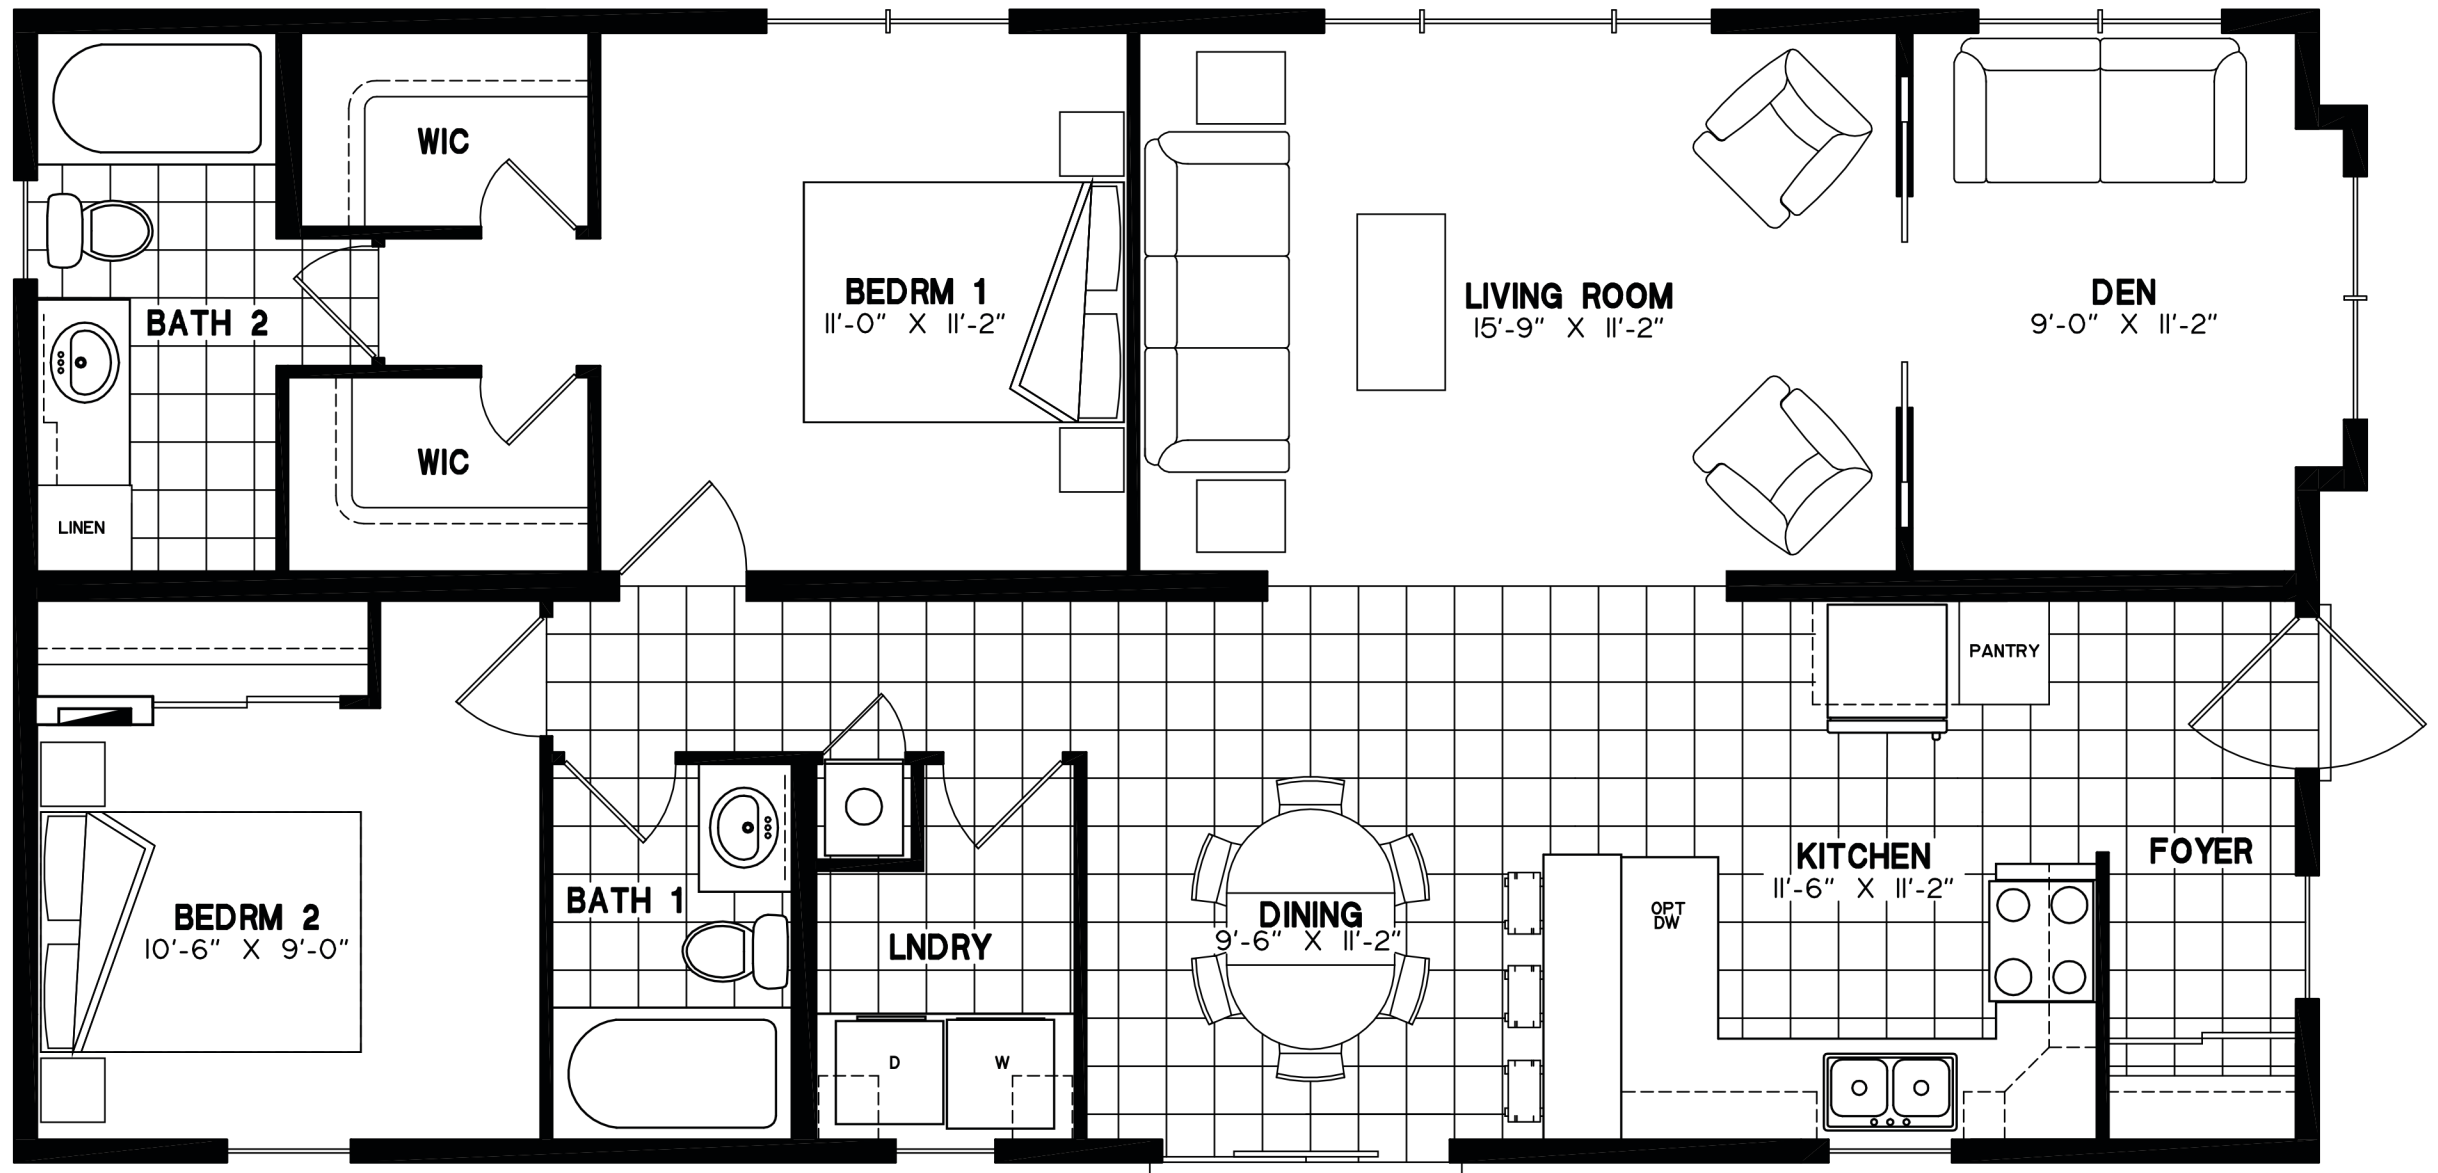 WIC
BEDRM 1
11'-0" X 11'-2"
LIVING ROOM
15'-9" X 11'-2"
DEN
9'-0" X 11'-2"
BATH 2
WIC
LINEN
PANTRY
BEDRM 2
10'-6" X 9'-0"
BATH 1
LNDRY
D
W
DINING
9'-6" X 11'-2"
OPT
DW
KITCHEN
11'-6" X 11'-2"
FOYER